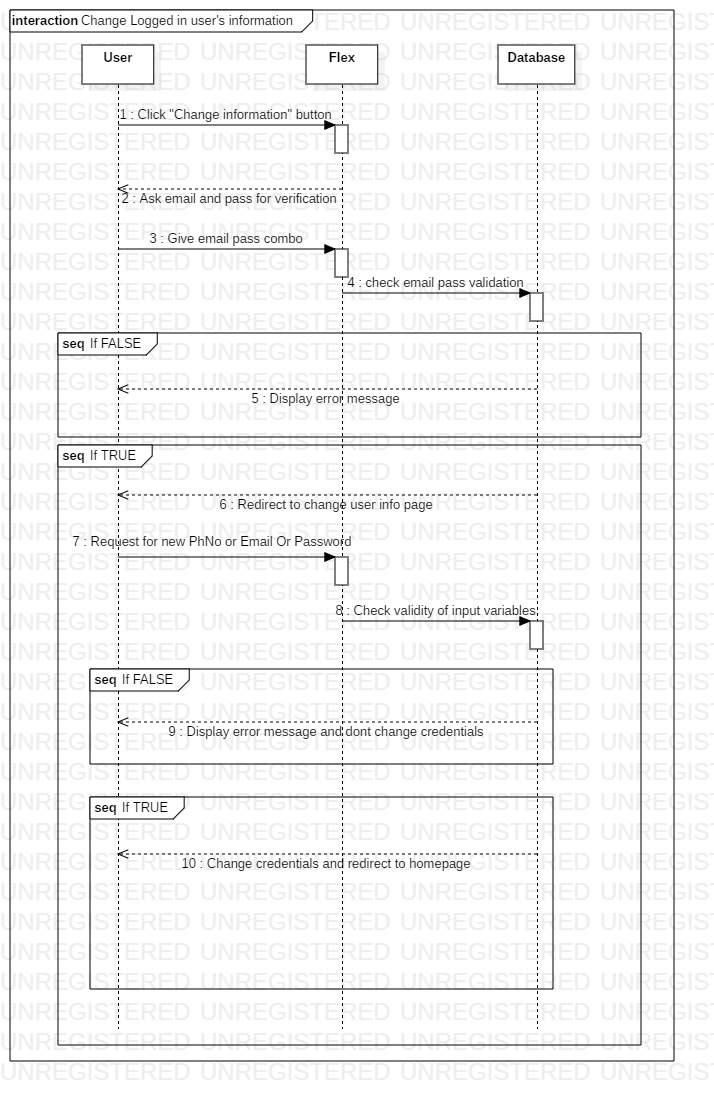 interaction Change Logged in user's information
User Flex Database
1 : Click "Change information" button
2 : Ask email and pass for verification
3 : Give email pass combo
4 : check email pass validation
seq If FALSE
5 : Display error message
seq If TRUE
6 : Redirect to change user info page
7 : Request for new PhNo or Email Or Password
8 : Check validity of input variables
seq If FALSE
9 : Display error message and dont change credentials
seq If TRUE
10 : Change credentials and redirect to homepage
UNREGISTERED UNREGISTERED UNREGISTERED UNREGIS